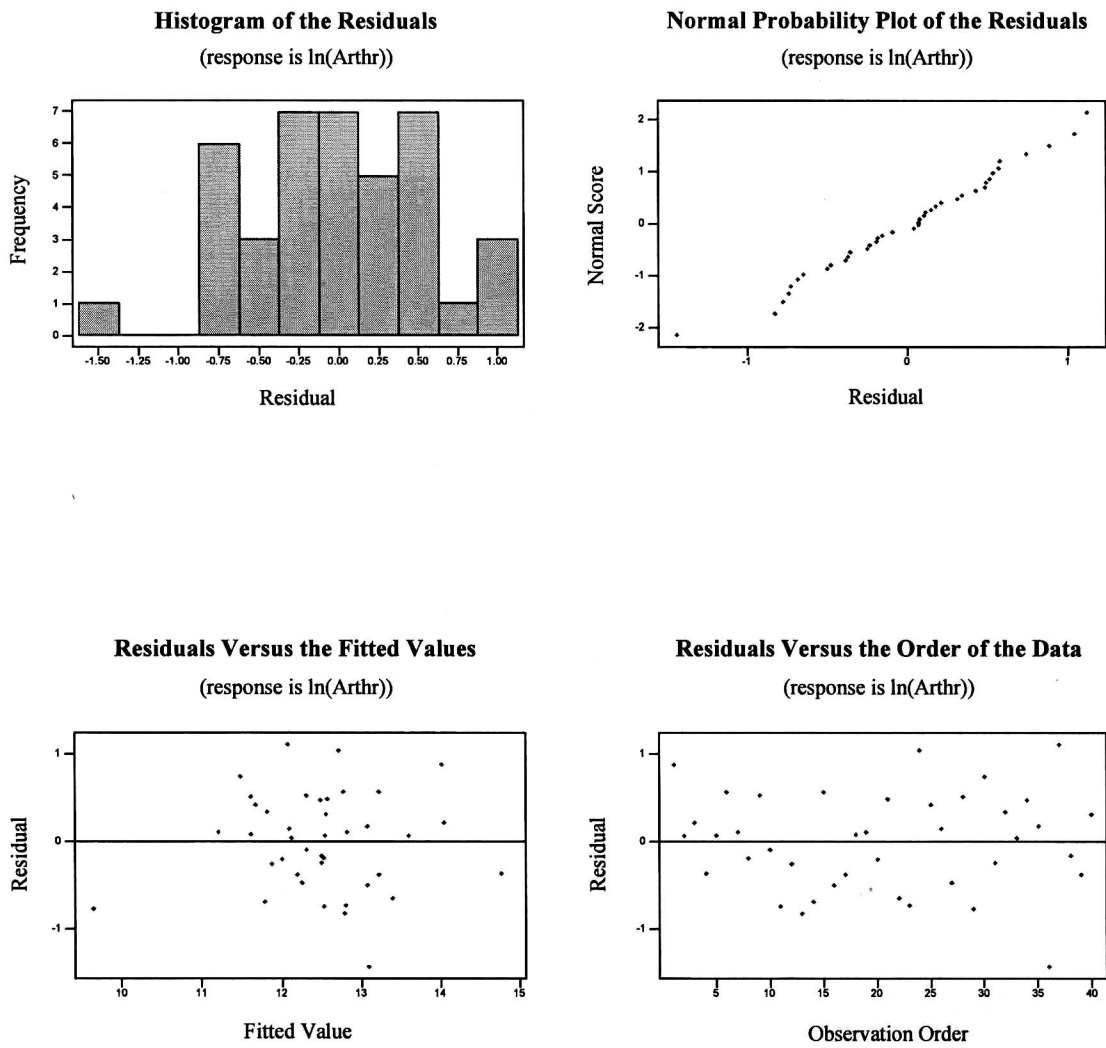 Histogram of the Residuals
(response is ln(Arthr))
7
6
5
4
3
2
1
0
Frequency
-1.50 -1.25 -1.00 -0.75 -0.50 -0.25 0.00 0.25 0.50 0.75 1.00
Residual
Normal Probability Plot of the Residuals
(response is ln(Arthr))
2
1
0
-1
-2
Normal Score
-1 0 1
Residual
Residuals Versus the Fitted Values
(response is ln(Arthr))
1
0
-1
Residual
10 11 12 13 14 15
Fitted Value
Residuals Versus the Order of the Data
(response is ln(Arthr))
1
0
-1
Residual
5 10 15 20 25 30 35 40
Observation Order